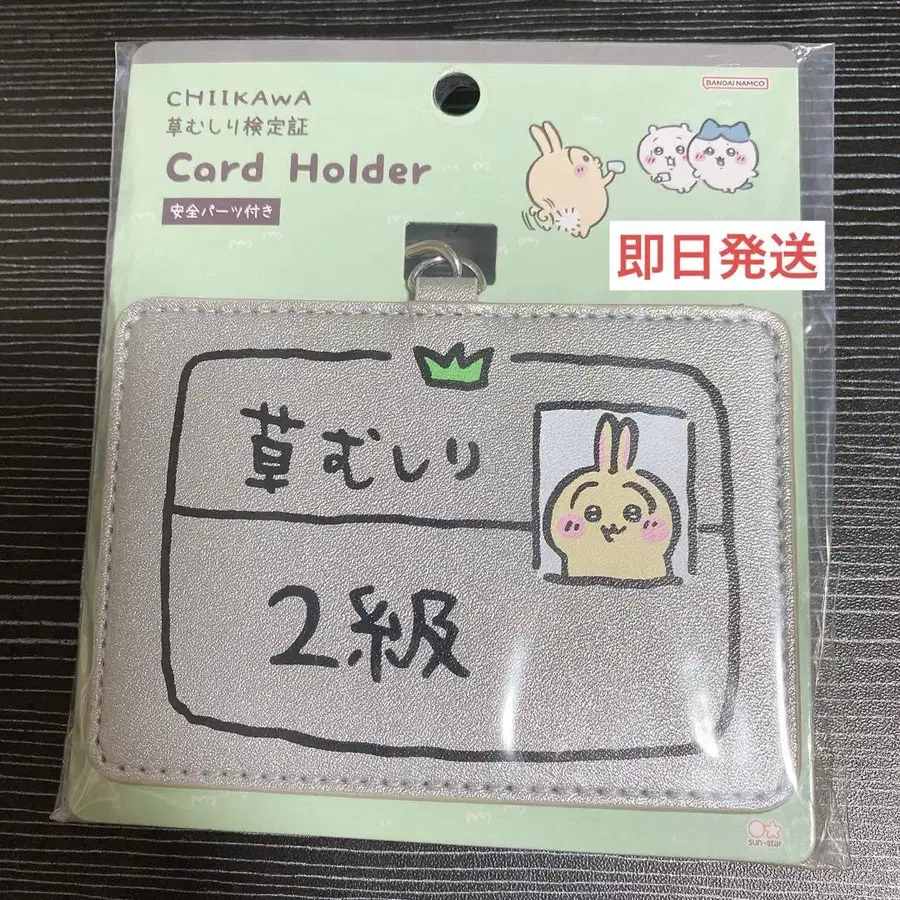 CHIIKAWA
草むしり検定証
Card Holder
安全パーツ付き
BANDAI NAMCO
即日発送
草むしり
2級
sun-star